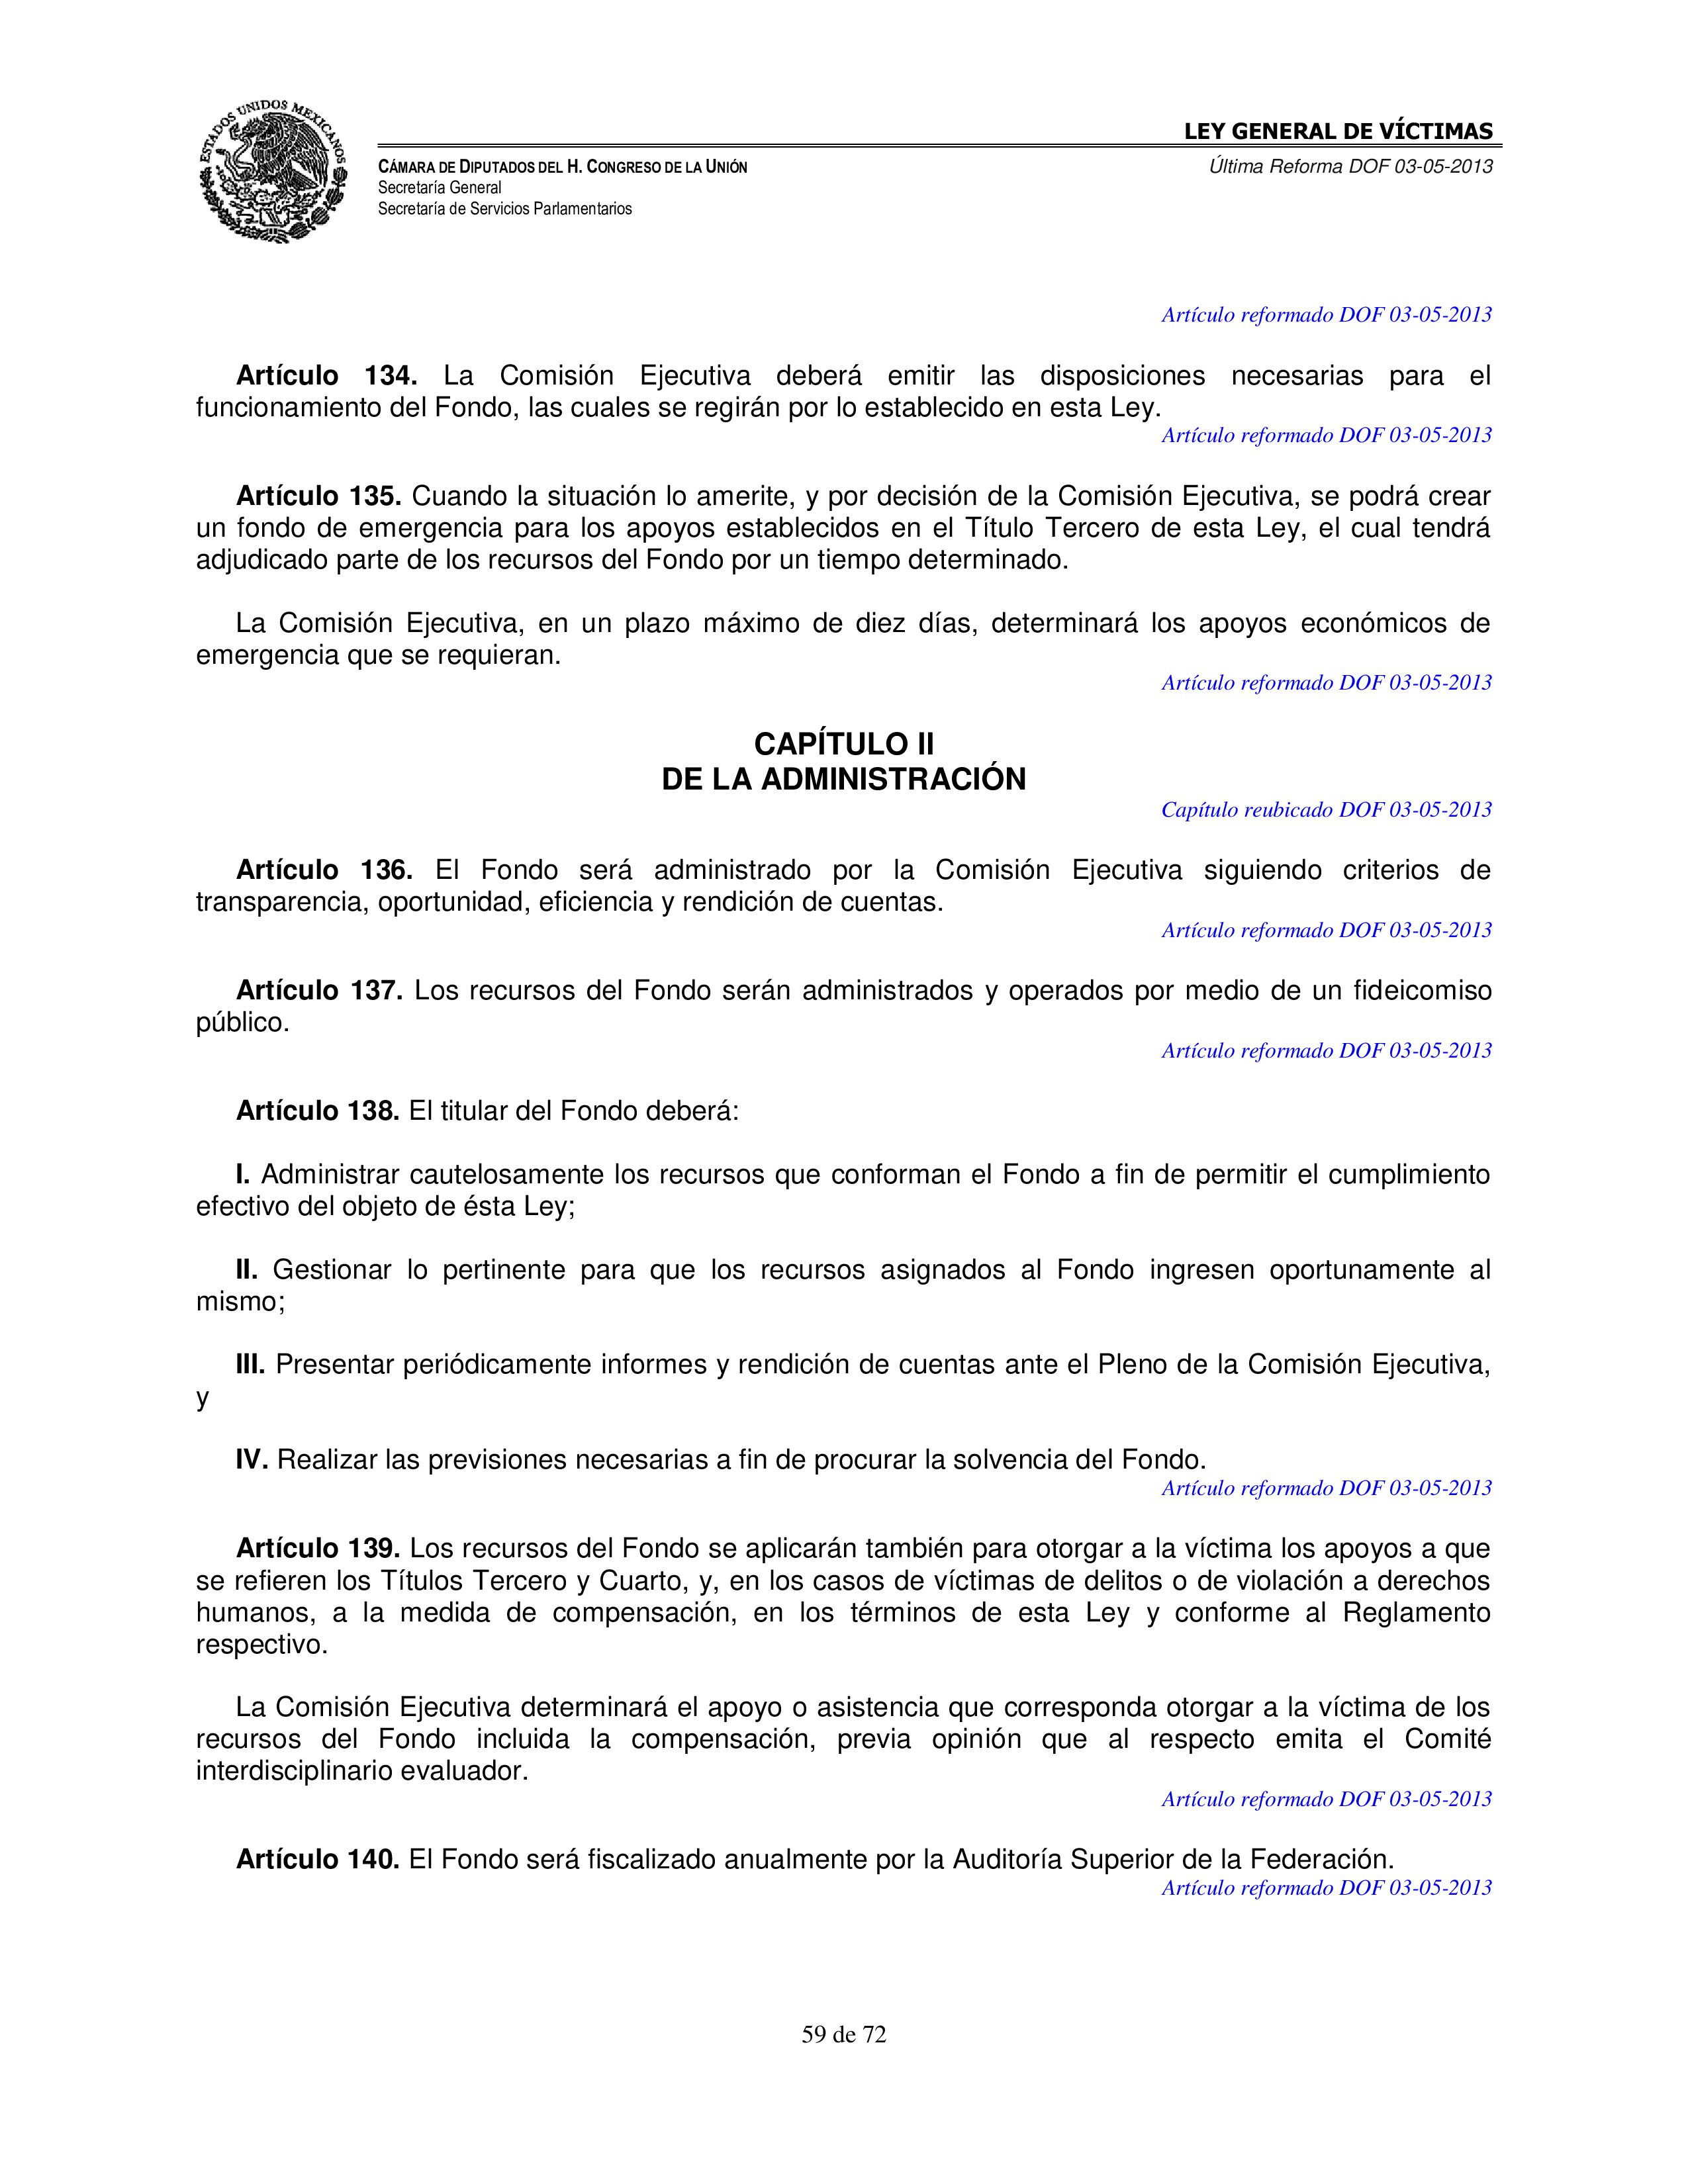 ESTADOS UNIDOS MEXICANOS
LEY GENERAL DE VÍCTIMAS
CÁMARA DE DIPUTADOS DEL H. CONGRESO DE LA UNIÓN
Última Reforma DOF 03-05-2013
Secretaría General
Secretaría de Servicios Parlamentarios
Artículo reformado DOF 03-05-2013
Artículo 134. La Comisión Ejecutiva deberá emitir las disposiciones necesarias para el
funcionamiento del Fondo, las cuales se regirán por lo establecido en esta Ley.
Artículo reformado DOF 03-05-2013
Artículo 135. Cuando la situación lo amerite, y por decisión de la Comisión Ejecutiva, se podrá crear
un fondo de emergencia para los apoyos establecidos en el Título Tercero de esta Ley, el cual tendrá
adjudicado parte de los recursos del Fondo por un tiempo determinado.
La Comisión Ejecutiva, en un plazo máximo de diez días, determinará los apoyos económicos de
emergencia que se requieran.
Artículo reformado DOF 03-05-2013
CAPÍTULO II
DE LA ADMINISTRACIÓN
Capítulo reubicado DOF 03-05-2013
Artículo 136. El Fondo será administrado por la Comisión Ejecutiva siguiendo criterios de
transparencia, oportunidad, eficiencia y rendición de cuentas.
Artículo reformado DOF 03-05-2013
Artículo 137. Los recursos del Fondo serán administrados y operados por medio de un fideicomiso
público.
Artículo reformado DOF 03-05-2013
Artículo 138. El titular del Fondo deberá:
I. Administrar cautelosamente los recursos que conforman el Fondo a fin de permitir el cumplimiento
efectivo del objeto de ésta Ley;
II. Gestionar lo pertinente para que los recursos asignados al Fondo ingresen oportunamente al
mismo;
III. Presentar periódicamente informes y rendición de cuentas ante el Pleno de la Comisión Ejecutiva,
y
IV. Realizar las previsiones necesarias a fin de procurar la solvencia del Fondo.
Artículo reformado DOF 03-05-2013
Artículo 139. Los recursos del Fondo se aplicarán también para otorgar a la víctima los apoyos a que
se refieren los Títulos Tercero y Cuarto, y, en los casos de víctimas de delitos o de violación a derechos
humanos, a la medida de compensación, en los términos de esta Ley y conforme al Reglamento
respectivo.
La Comisión Ejecutiva determinará el apoyo o asistencia que corresponda otorgar a la víctima de los
recursos del Fondo incluida la compensación, previa opinión que al respecto emita el Comité
interdisciplinario evaluador.
Artículo reformado DOF 03-05-2013
Artículo 140. El Fondo será fiscalizado anualmente por la Auditoría Superior de la Federación.
Artículo reformado DOF 03-05-2013
59 de 72